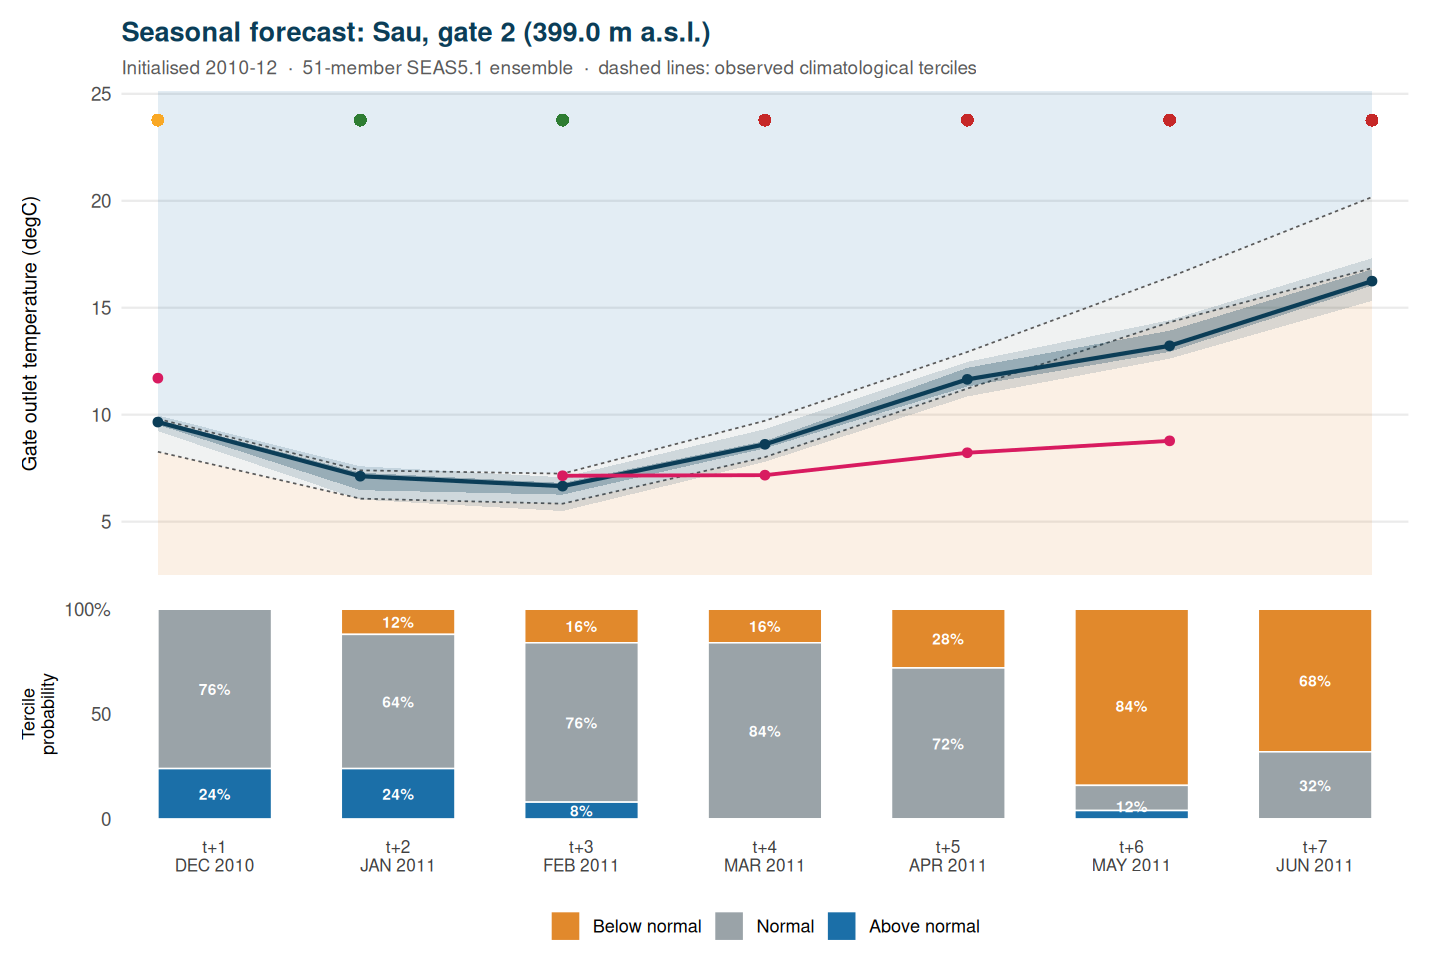 Seasonal forecast: Sau, gate 2 (399.0 m a.s.l.)
Initialised 2010-12 · 51-member SEAS5.1 ensemble · dashed lines: observed climatological terciles
Gate outlet temperature (degC)
25
20
15
10
5
Tercile
probability
100%
50
0
76%
24%
12%
64%
24%
16%
76%
8%
16%
84%
28%
72%
84%
12%
68%
32%
t+1
DEC 2010
t+2
JAN 2011
t+3
FEB 2011
t+4
MAR 2011
t+5
APR 2011
t+6
MAY 2011
t+7
JUN 2011
Below normal
Normal
Above normal